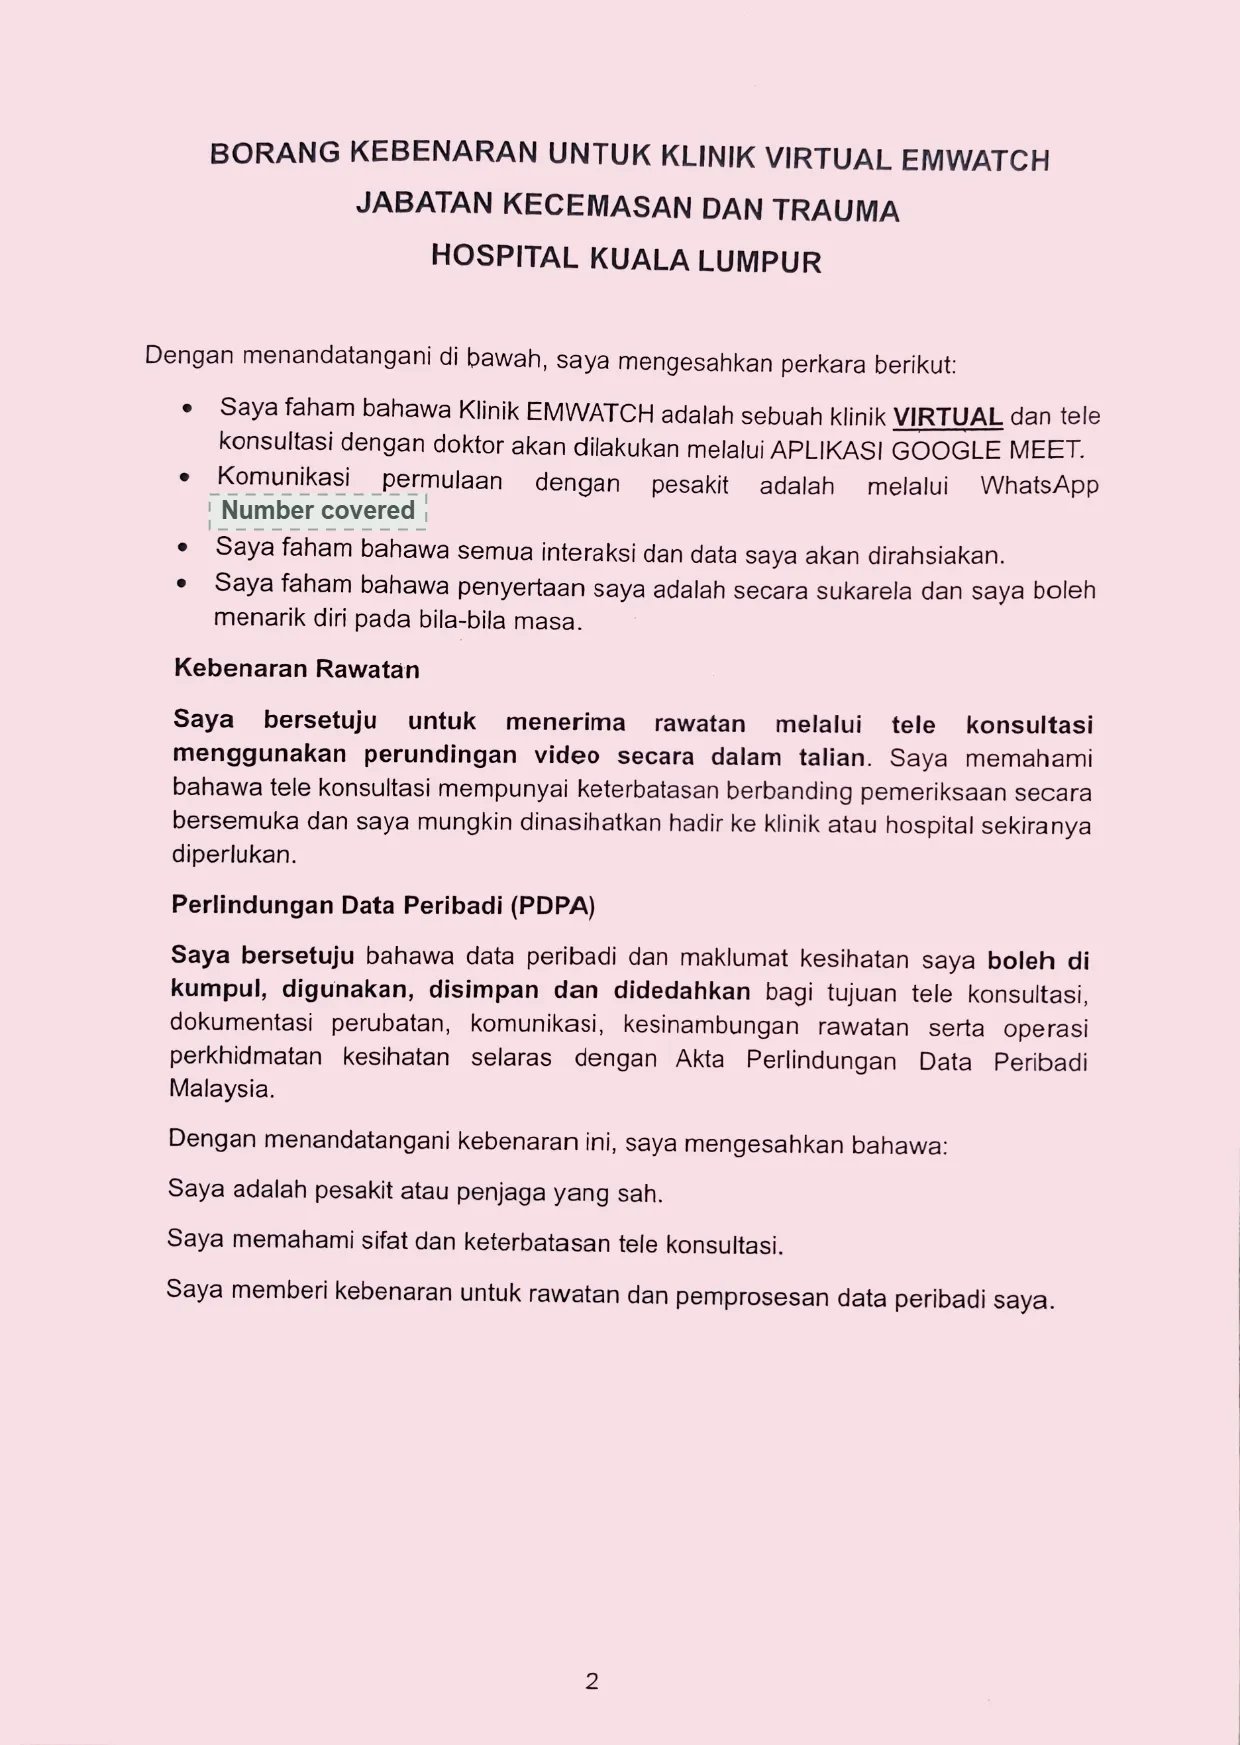 BORANG KEBENARAN UNTUK KLINIK VIRTUAL EMWATCH
JABATAN KECEMASAN DAN TRAUMA
HOSPITAL KUALA LUMPUR
Dengan menandatangani di bawah, saya mengesahkan perkara berikut:
• Saya faham bahawa Klinik EMWATCH adalah sebuah klinik VIRTUAL dan tele
konsultasi dengan doktor akan dilakukan melalui APLIKASI GOOGLE MEET.
• Komunikasi permulaan dengan pesakit adalah melalui WhatsApp
Number covered
• Saya faham bahawa semua interaksi dan data saya akan dirahsiakan.
• Saya faham bahawa penyertaan saya adalah secara sukarela dan saya boleh
menarik diri pada bila-bila masa.
Kebenaran Rawatan
Saya bersetuju untuk menerima rawatan melalui tele konsultasi
menggunakan perundingan video secara dalam talian. Saya memahami
bahawa tele konsultasi mempunyai keterbatasan berbanding pemeriksaan secara
bersemuka dan saya mungkin dinasihatkan hadir ke klinik atau hospital sekiranya
diperlukan.
Perlindungan Data Peribadi (PDPA)
Saya bersetuju bahawa data peribadi dan maklumat kesihatan saya boleh di
kumpul, digunakan, disimpan dan didedahkan bagi tujuan tele konsultasi,
dokumentasi perubatan, komunikasi, kesinambungan rawatan serta operasi
perkhidmatan kesihatan selaras dengan Akta Perlindungan Data Peribadi
Malaysia.
Dengan menandatangani kebenaran ini, saya mengesahkan bahawa:
Saya adalah pesakit atau penjaga yang sah.
Saya memahami sifat dan keterbatasan tele konsultasi.
Saya memberi kebenaran untuk rawatan dan pemprosesan data peribadi saya.
2